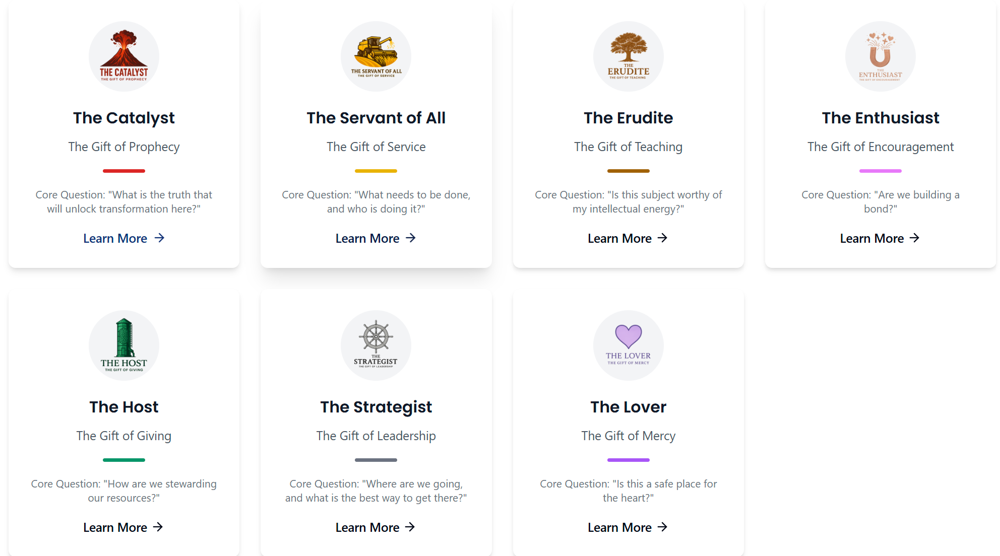 THE CATALYST
THE GIFT OF PROPHECY
The Catalyst
The Gift of Prophecy
Core Question: "What is the truth that
will unlock transformation here?"
Learn More →
THE SERVANT OF ALL
THE GIFT OF SERVICE
The Servant of All
The Gift of Service
Core Question: "What needs to be done,
and who is doing it?"
Learn More →
THE
ERUDITE
THE GIFT OF TEACHING
The Erudite
The Gift of Teaching
Core Question: "Is this subject worthy of
my intellectual energy?"
Learn More →
THE
ENTHUSIAST
THE GIFT OF ENCOURAGEMENT
The Enthusiast
The Gift of Encouragement
Core Question: "Are we building a
bond?"
Learn More →
THE HOST
THE GIFT OF GIVING
The Host
The Gift of Giving
Core Question: "How are we stewarding
our resources?"
Learn More →
THE
STRATEGIST
THE GIFT OF LEADERSHIP
The Strategist
The Gift of Leadership
Core Question: "Where are we going,
and what is the best way to get there?"
Learn More →
THE LOVER
THE GIFT OF MERCY
The Lover
The Gift of Mercy
Core Question: "Is this a safe place for
the heart?"
Learn More →